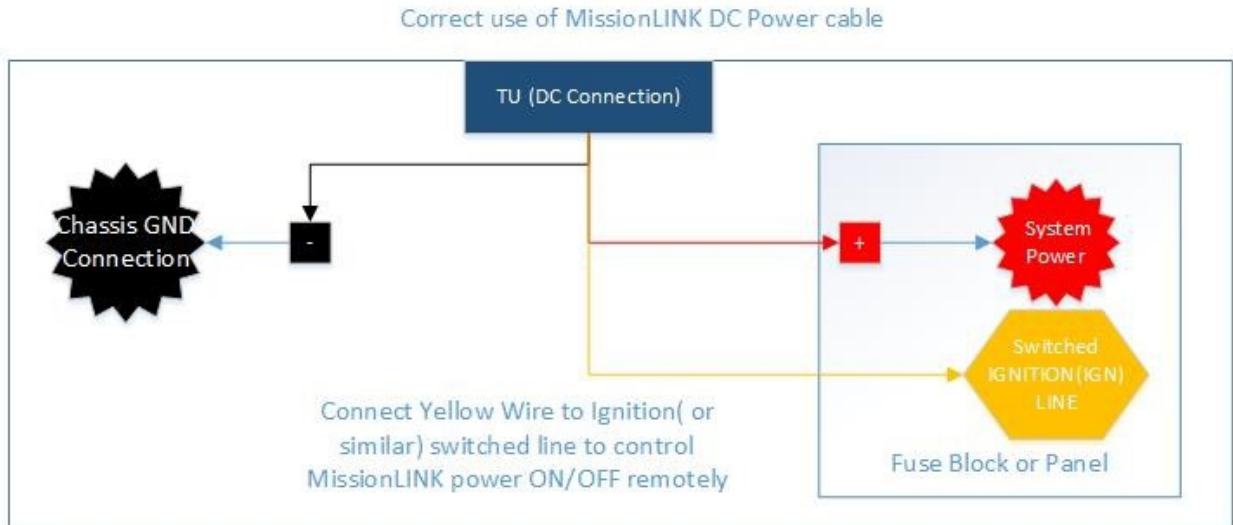 Correct use of MissionLINK DC Power cable
TU (DC Connection)
Chassis GND
Connection
-
+
System
Power
Switched
IGNITION(IGN)
LINE
Connect Yellow Wire to Ignition( or
similar) switched line to control
MissionLINK power ON/OFF remotely
Fuse Block or Panel